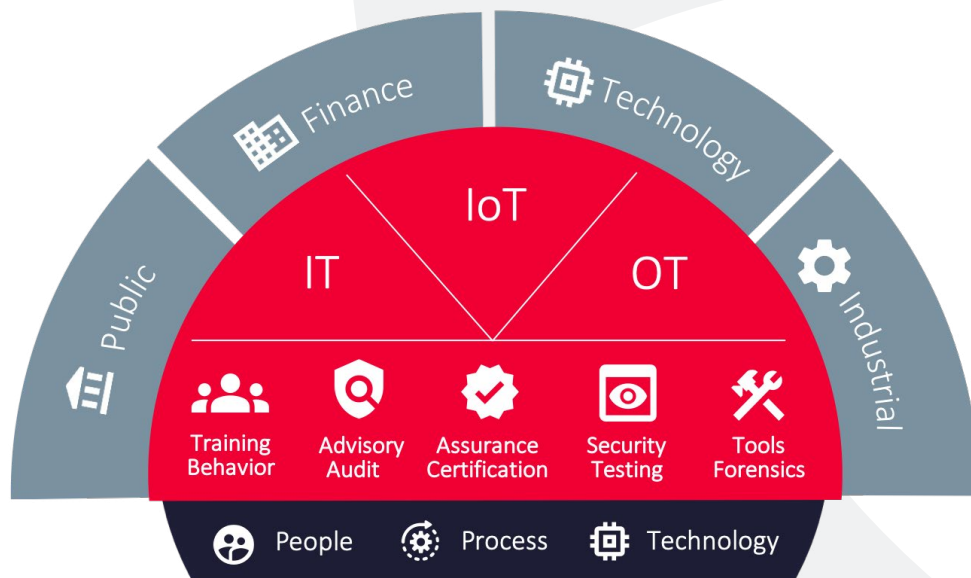 Public
Finance
Technology
Industrial
IT
IoT
OT
Training
Behavior
Advisory
Audit
Assurance
Certification
Security
Testing
Tools
Forensics
People
Process
Technology